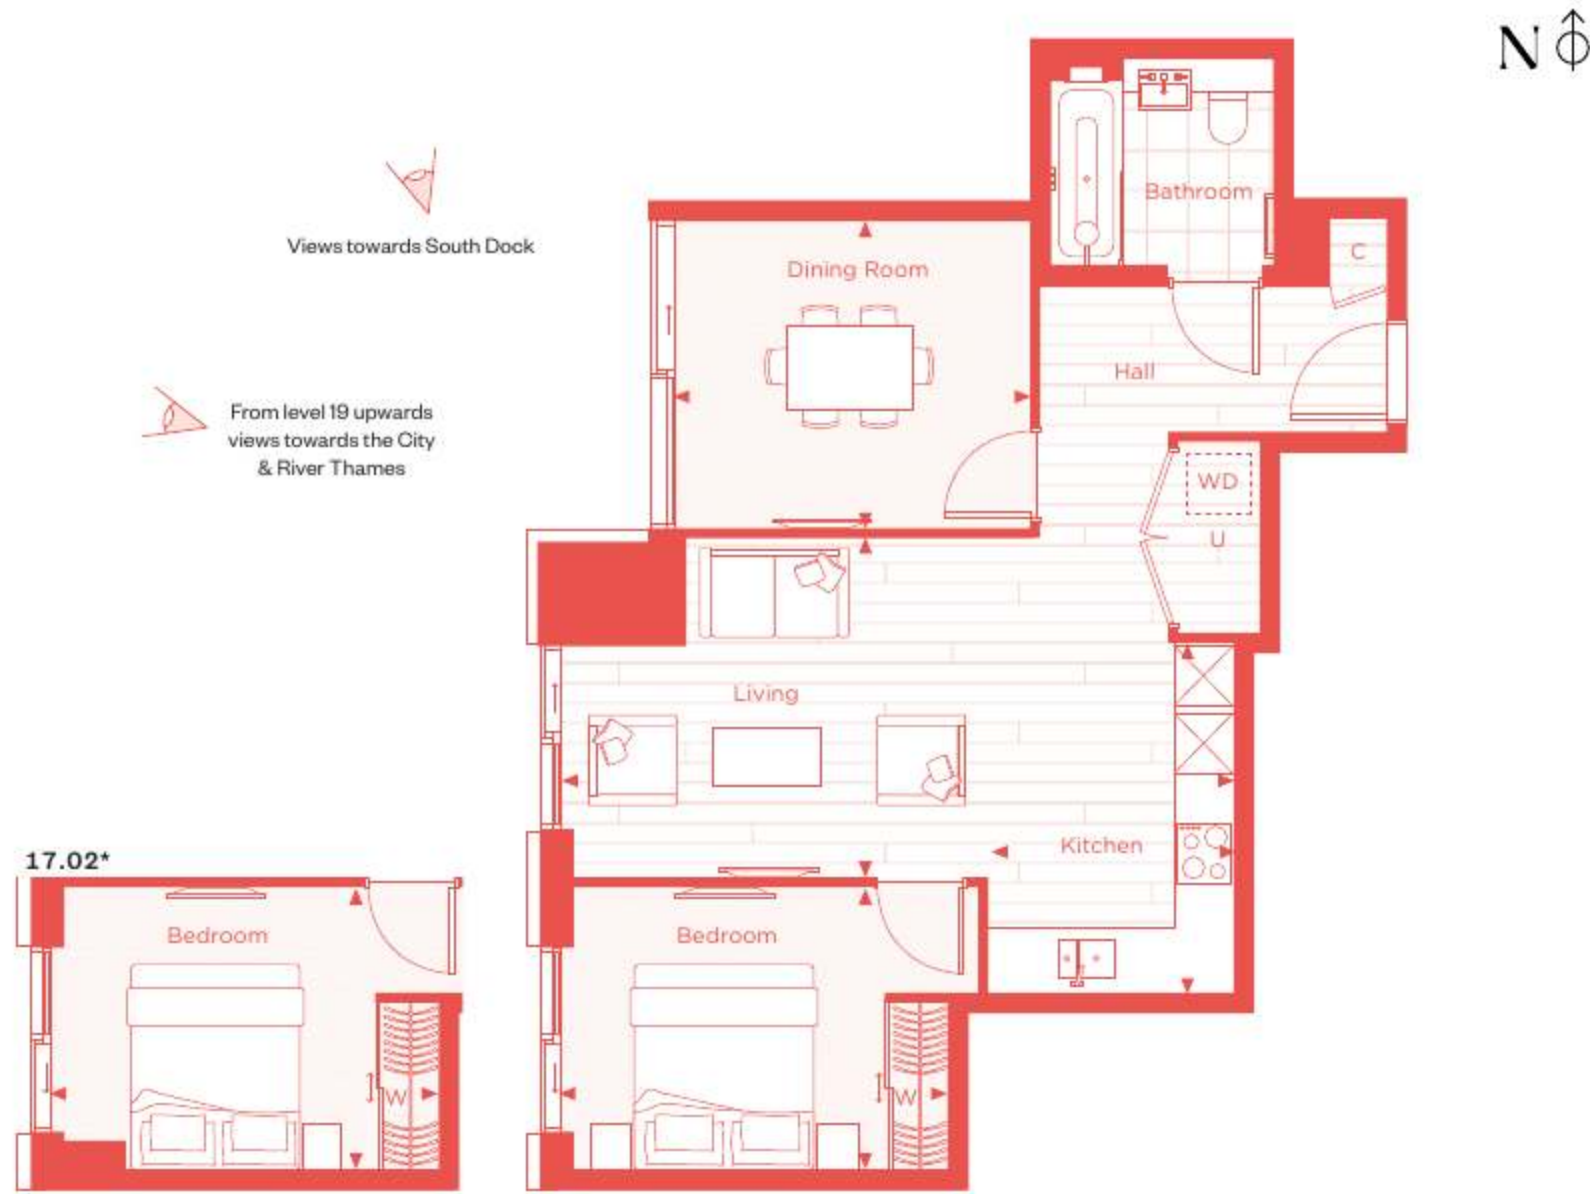 N
Bathroom
Views towards South Dock
Dining Room
C
Hall
From level 19 upwards
views towards the City
& River Thames
WD
U
Living
Kitchen
17.02*
Bedroom
Bedroom
W
W